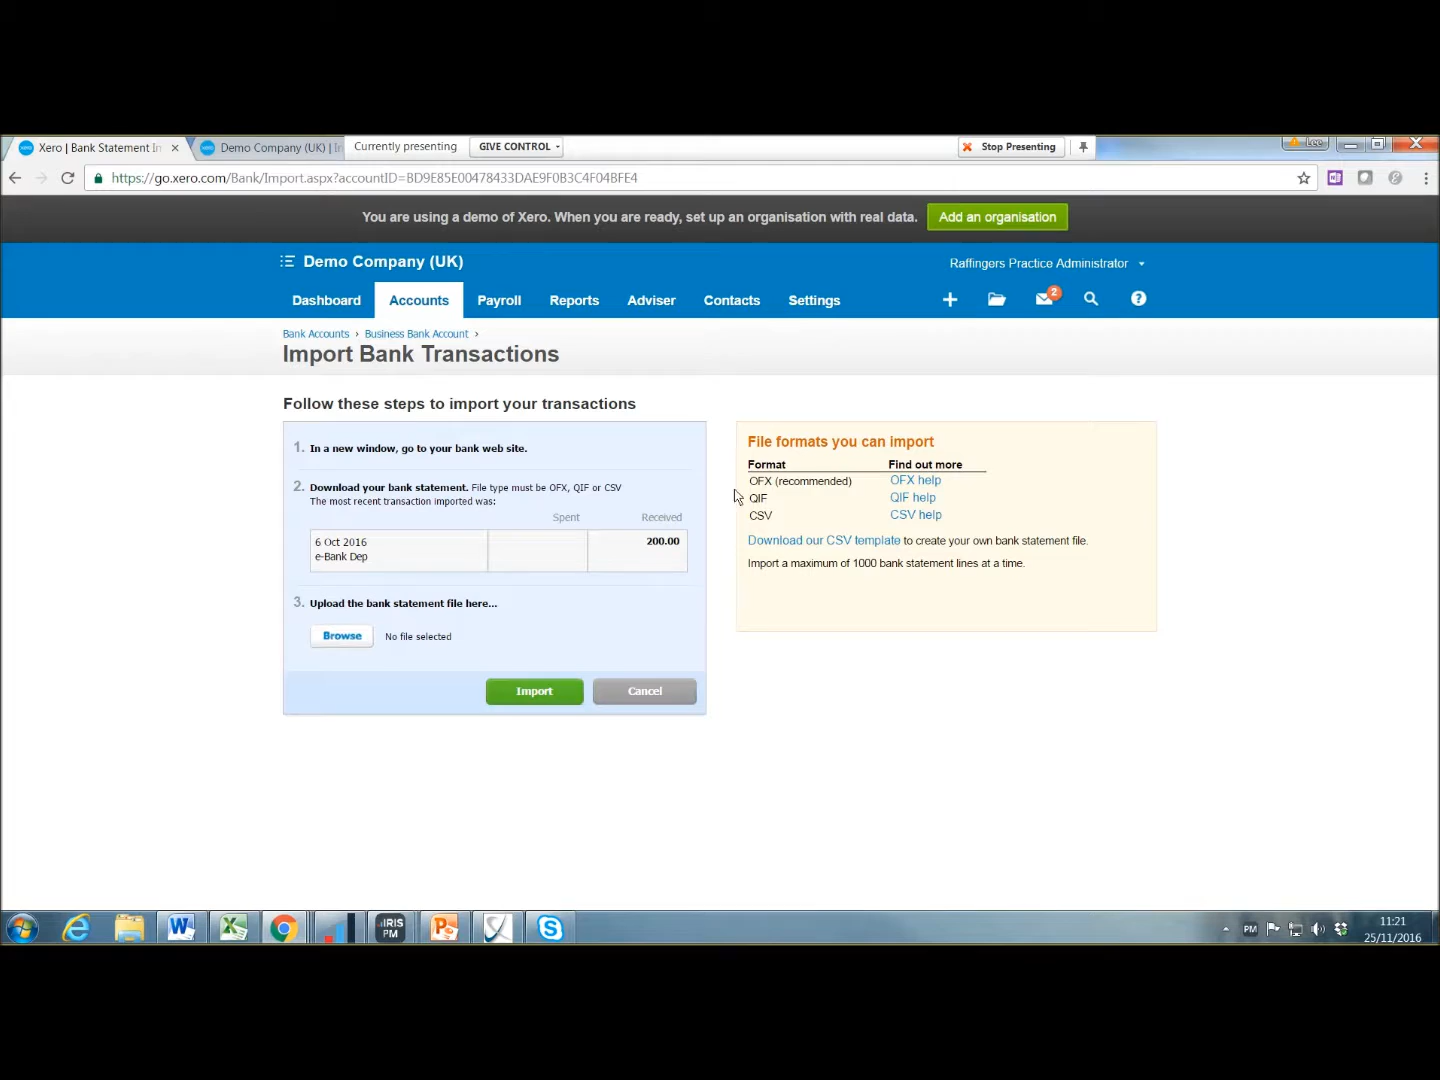 Xero | Bank Statement In
Demo Company (UK) | In
Currently presenting
GIVE CONTROL
Stop Presenting
Lee
https://go.xero.com/Bank/Import.aspx?accountID=BD9E85E00478433DAE9F0B3C4F04BFE4
You are using a demo of Xero. When you are ready, set up an organisation with real data.
Add an organisation
Demo Company (UK)
Raffingers Practice Administrator
Dashboard Accounts Payroll Reports Adviser Contacts Settings
2
Bank Accounts › Business Bank Account ›
Import Bank Transactions
Follow these steps to import your transactions
1. In a new window, go to your bank web site.
2. Download your bank statement. File type must be OFX, QIF or CSV
The most recent transaction imported was:
Spent Received
6 Oct 2016 200.00
e-Bank Dep
3. Upload the bank statement file here...
Browse No file selected
Import Cancel
File formats you can import
Format Find out more
OFX (recommended) OFX help
QIF QIF help
CSV CSV help
Download our CSV template to create your own bank statement file.
Import a maximum of 1000 bank statement lines at a time.
IRIS
PM
PM
11:21
25/11/2016